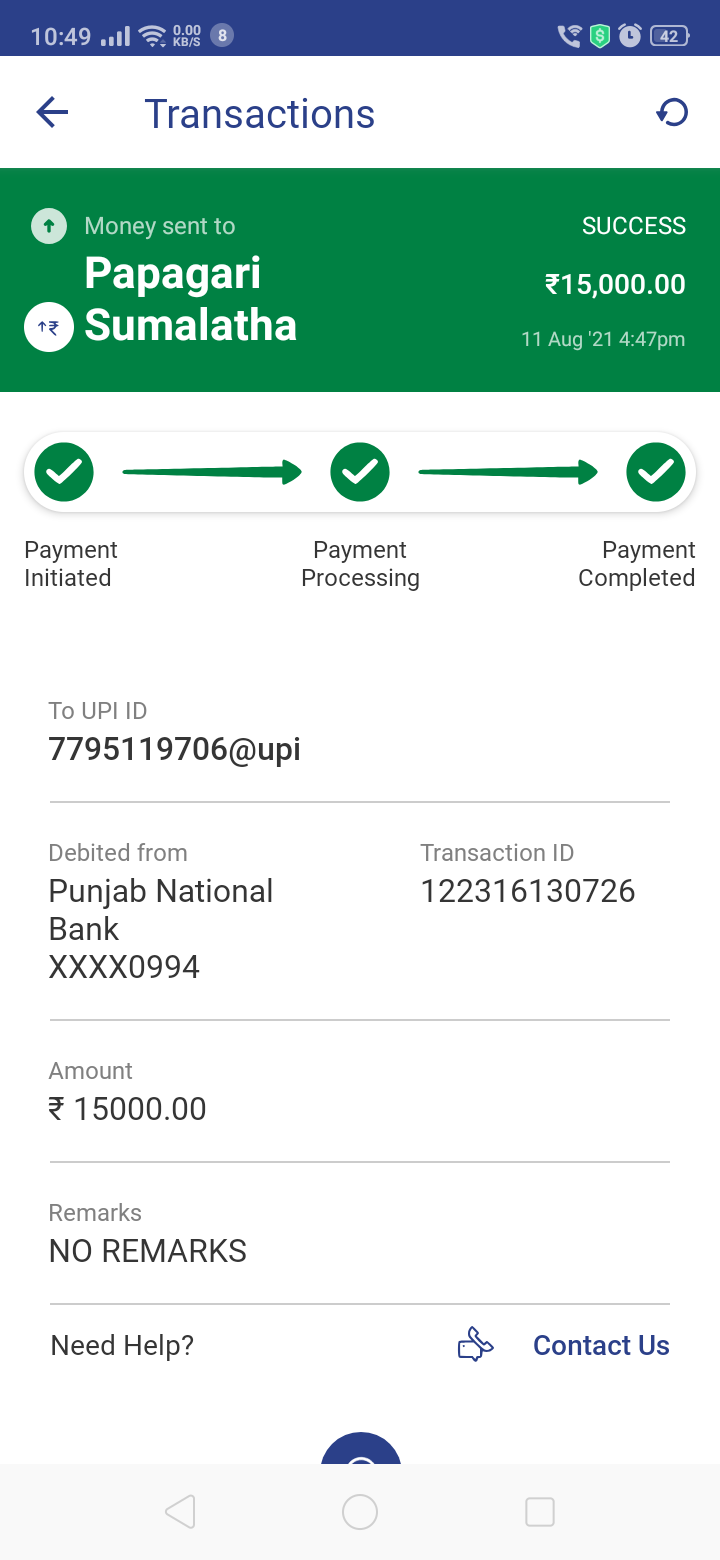 10:49 0.00 KB/S 8 42
Transactions
Money sent to SUCCESS
Papagari
Sumalatha
₹15,000.00
↑₹
11 Aug '21 4:47pm
Payment Initiated
Payment Processing
Payment Completed
To UPI ID
7795119706@upi
Debited from
Punjab National
Bank
XXXX0994
Transaction ID
122316130726
Amount
₹ 15000.00
Remarks
NO REMARKS
Need Help? Contact Us